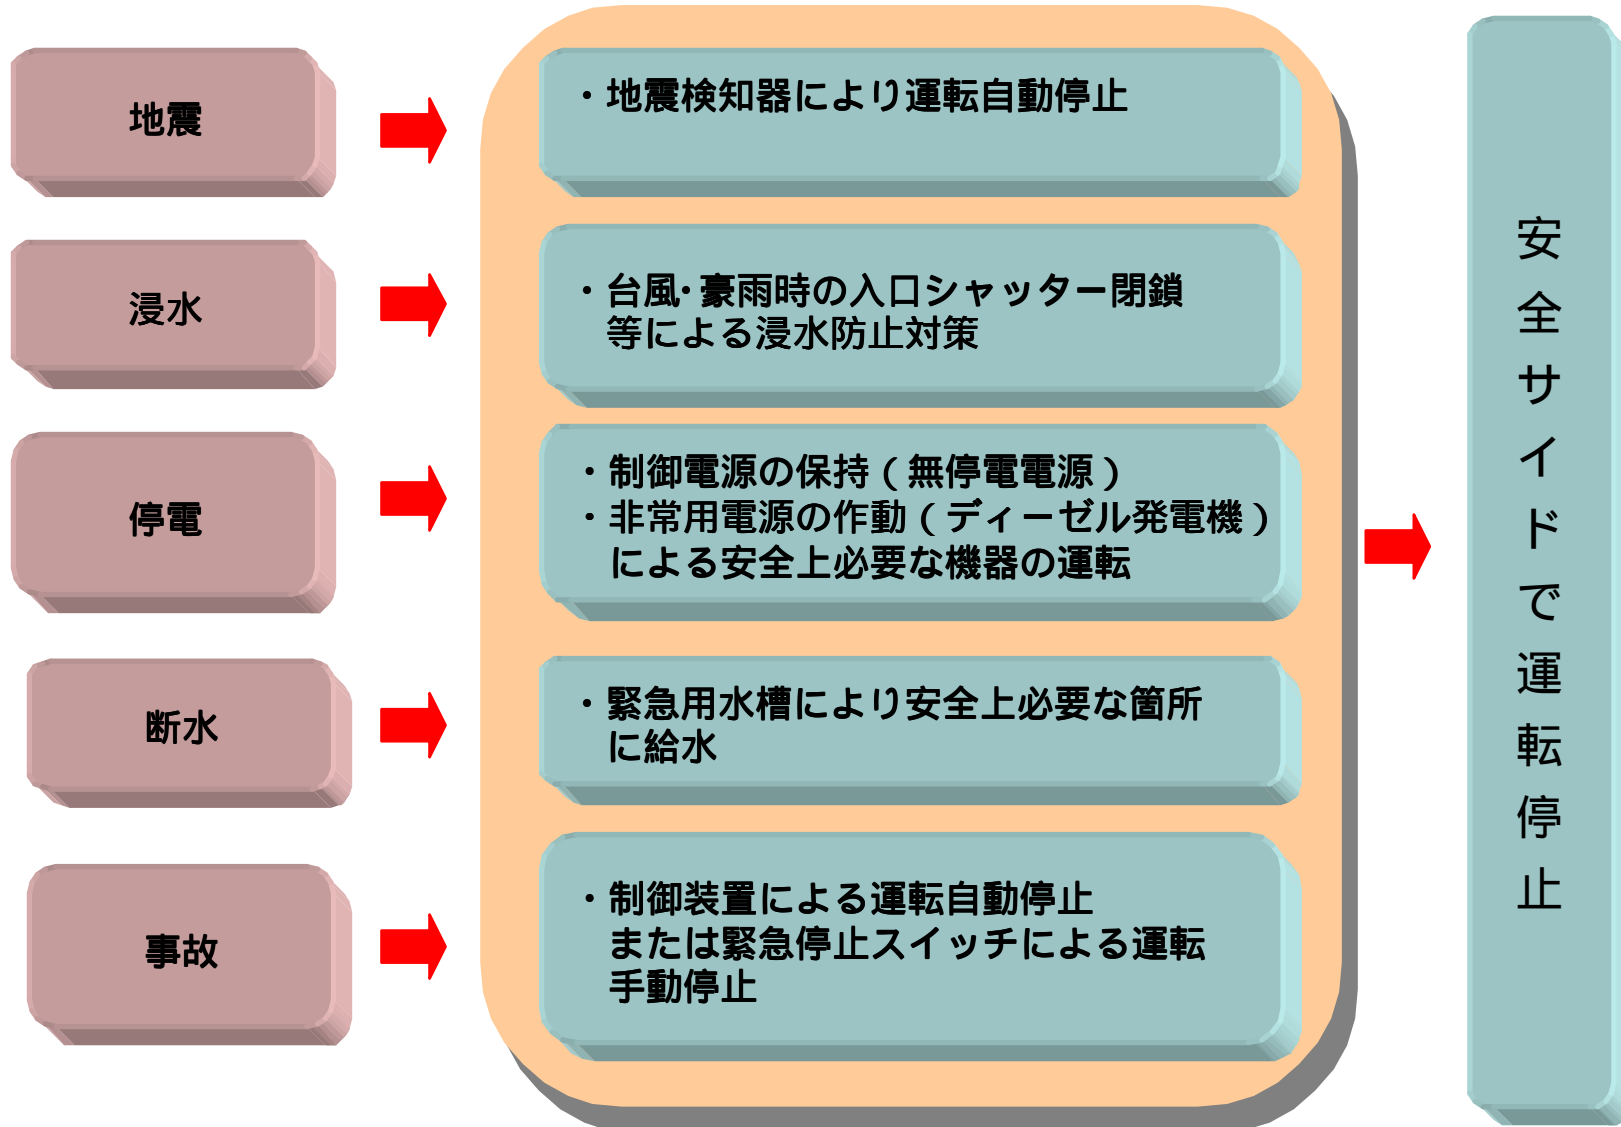 地震
・地震検知器により運転自動停止
浸水
・台風・豪雨時の入口シャッター閉鎖
等による浸水防止対策
停電
・制御電源の保持（無停電電源）
・非常用電源の作動（ディーゼル発電機）
による安全上必要な機器の運転
断水
・緊急用水槽により安全上必要な箇所
に給水
事故
・制御装置による運転自動停止
または緊急停止スイッチによる運転
手動停止
安全サイドで運転停止